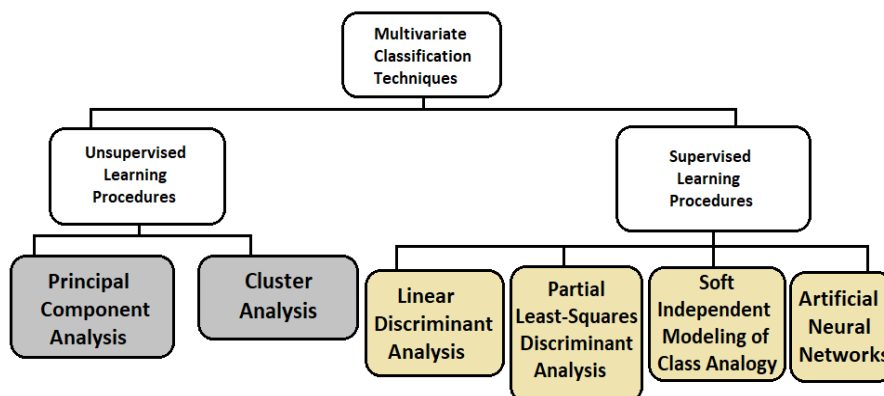 Multivariate
Classification
Techniques
Unsupervised
Learning
Procedures
Supervised
Learning
Procedures
Principal
Component
Analysis
Cluster
Analysis
Linear
Discriminant
Analysis
Partial
Least-Squares
Discriminant
Analysis
Soft
Independent
Modeling of
Class Analogy
Artificial
Neural
Networks